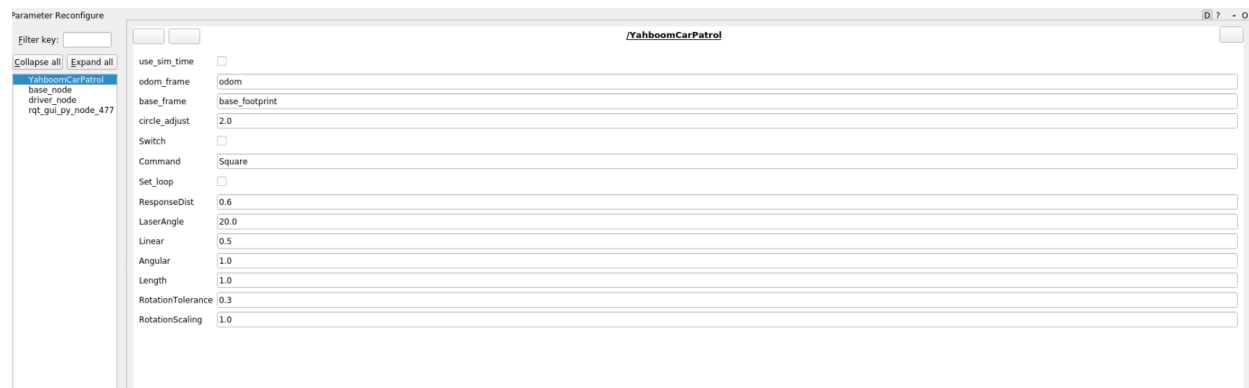 Parameter Reconfigure
D ? - O
Filter key:
Collapse all Expand all
YahboomCarPatrol
base_node
driver_node
rqt_gui_py_node_477
/YahboomCarPatrol
use_sim_time
odom_frame odom
base_frame base_footprint
circle_adjust 2.0
Switch
Command Square
Set_loop
ResponseDist 0.6
LaserAngle 20.0
Linear 0.5
Angular 1.0
Length 1.0
RotationTolerance 0.3
RotationScaling 1.0